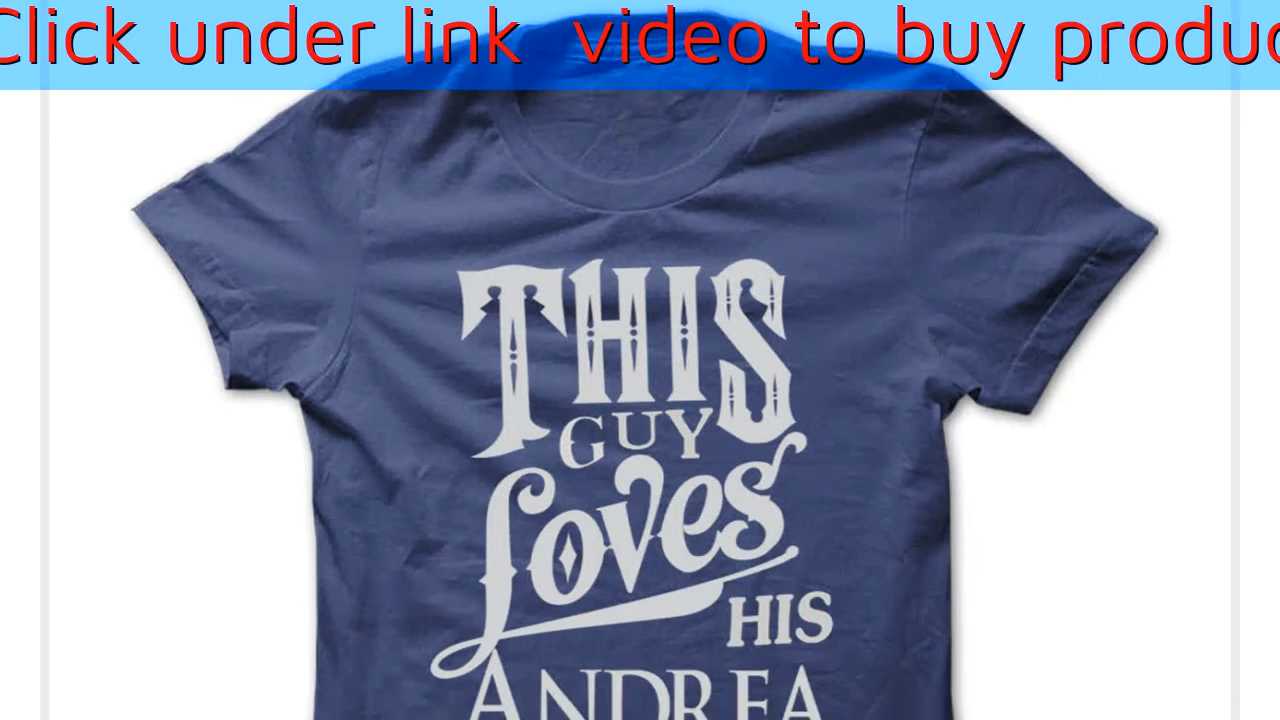 Click under link video to buy produc
THIS
GUY
loves
HIS
ANDREA